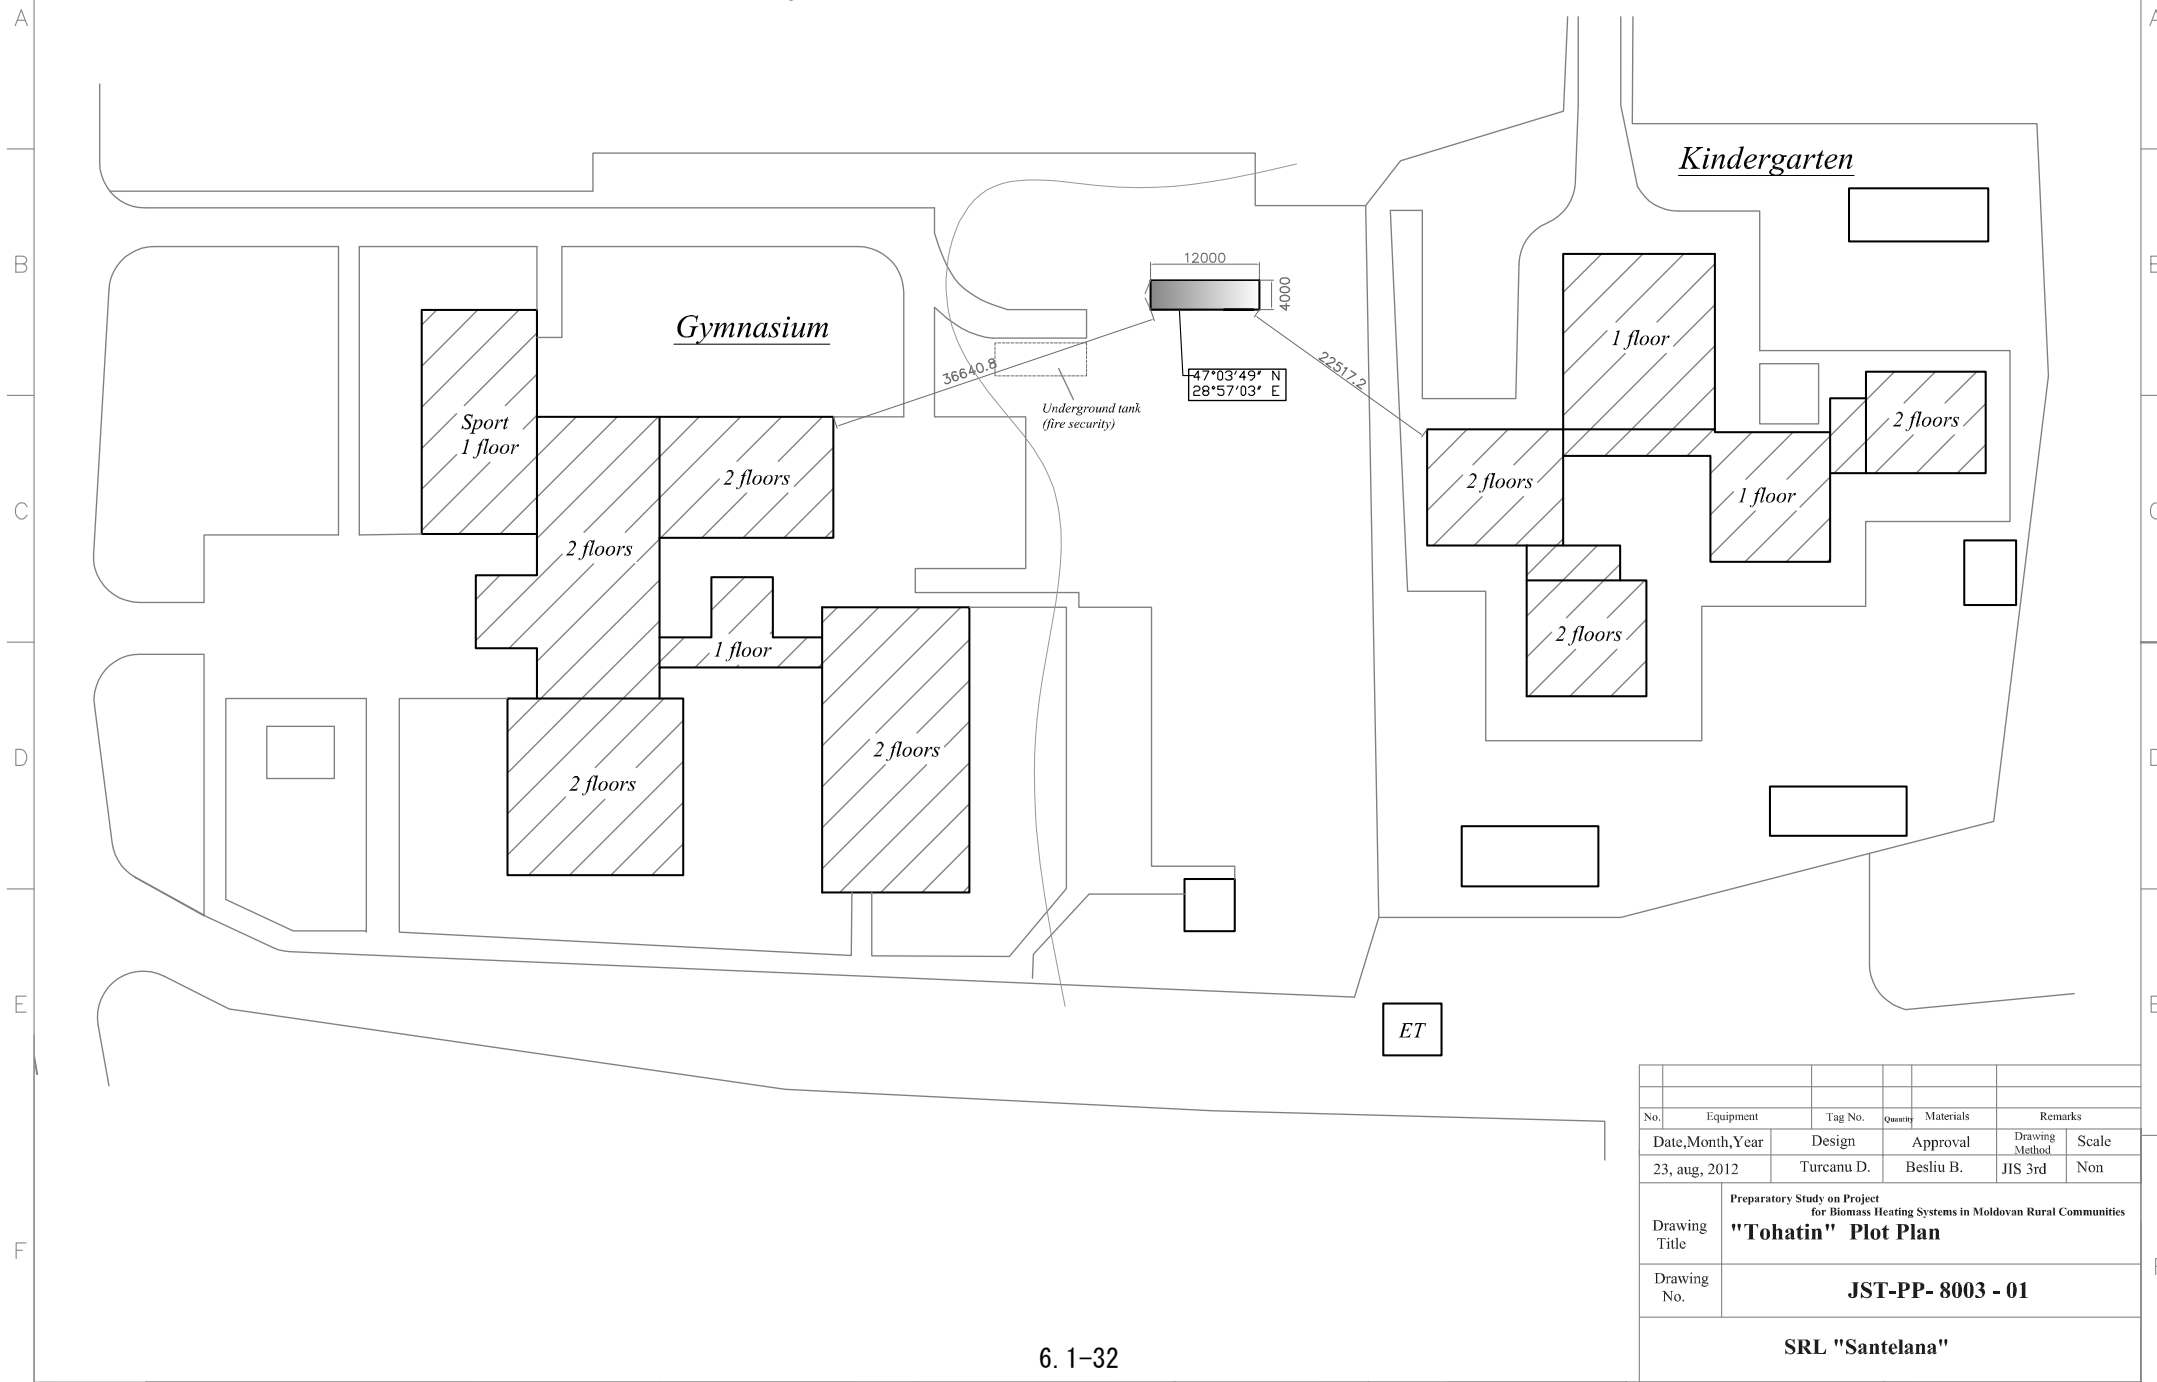 A
A
Kindergarten
B
12000
4000
Gymnasium
1 floor
36640.8
22517.2
47°03'49" N
28°57'03" E
Underground tank
(fire security)
Sport
1 floor
2 floors
2 floors
2 floors
1 floor
C
2 floors
2 floors
1 floor
2 floors
D
2 floors
2 floors
E
ET
No. Equipment Tag No. Quantity Materials Remarks
Date,Month,Year Design Approval Drawing Method Scale
23, aug, 2012 Turcanu D. Besliu B. JIS 3rd Non
Drawing
Title
Preparatory Study on Project
for Biomass Heating Systems in Moldovan Rural Communities
"Tohatin" Plot Plan
F
Drawing
No.
JST-PP- 8003 - 01
SRL "Santelana"
6. 1-32